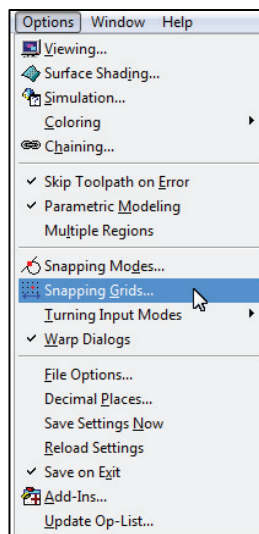 Options Window Help
Viewing...
Surface Shading...
Simulation...
Coloring
Chaining...
Skip Toolpath on Error
Parametric Modeling
Multiple Regions
Snapping Modes...
Snapping Grids...
Turning Input Modes
Warp Dialogs
File Options...
Decimal Places...
Save Settings Now
Reload Settings
Save on Exit
Add-Ins...
Update Op-List...